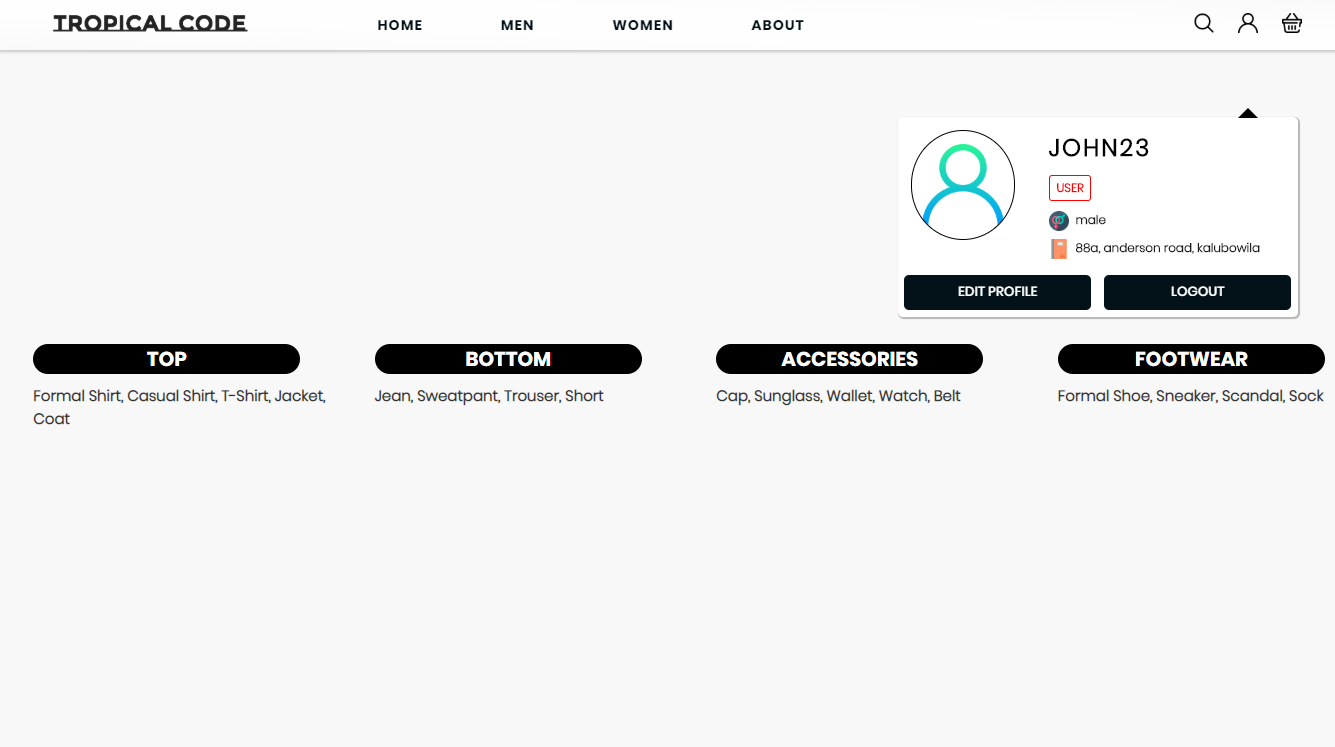 TROPICAL CODE
HOME
MEN
WOMEN
ABOUT
JOHN23
USER
male
88a, anderson road, kalubowila
EDIT PROFILE
LOGOUT
TOP
Formal Shirt, Casual Shirt, T-Shirt, Jacket,
Coat
BOTTOM
Jean, Sweatpant, Trouser, Short
ACCESSORIES
Cap, Sunglass, Wallet, Watch, Belt
FOOTWEAR
Formal Shoe, Sneaker, Scandal, Sock